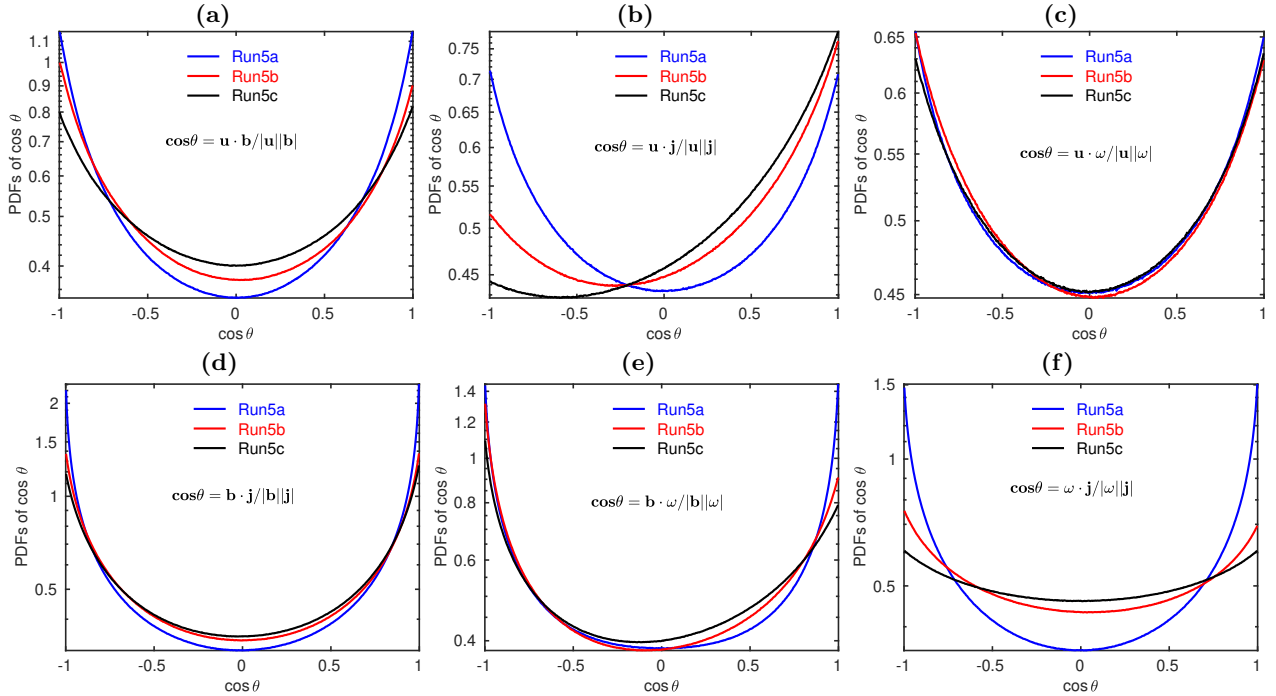 (a)
PDFs of cos θ
1.1
1
0.9
0.8
0.7
0.6
0.5
0.4
Run5a
Run5b
Run5c
cosθ = u · b/|u||b|
-1 -0.5 0 0.5 1
cos θ
(b)
PDFs of cos θ
0.75
0.7
0.65
0.6
0.55
0.5
0.45
Run5a
Run5b
Run5c
cosθ = u · j/|u||j|
-1 -0.5 0 0.5 1
cos θ
(c)
PDFs of cos θ
0.65
0.6
0.55
0.5
0.45
Run5a
Run5b
Run5c
cosθ = u · ω/|u||ω|
-1 -0.5 0 0.5 1
cos θ
(d)
PDFs of cos θ
2
1.5
1
0.5
Run5a
Run5b
Run5c
cosθ = b · j/|b||j|
-1 -0.5 0 0.5 1
cos θ
(e)
PDFs of cos θ
1.4
1.2
1
0.8
0.6
0.4
Run5a
Run5b
Run5c
cosθ = b · ω/|b||ω|
-1 -0.5 0 0.5 1
cos θ
(f)
PDFs of cos θ
1.5
1
0.5
Run5a
Run5b
Run5c
cosθ = ω · j/|ω||j|
-1 -0.5 0 0.5 1
cos θ